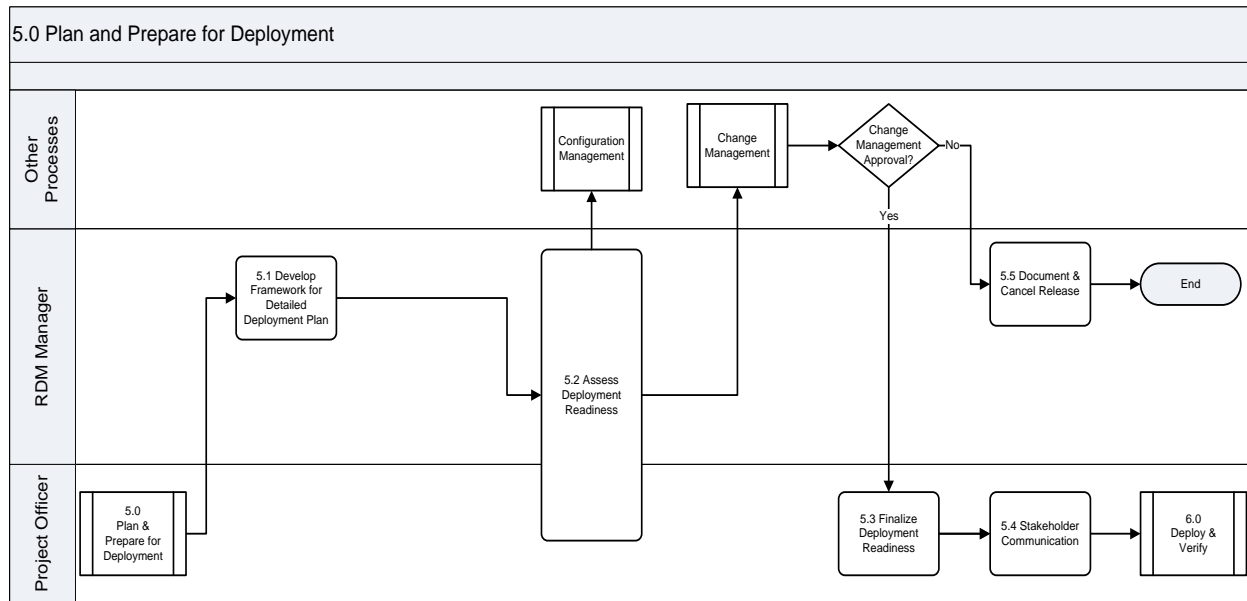 5.0 Plan and Prepare for Deployment
Other
Processes
Configuration
Management
Change
Management
Change
Management
Approval?
No
Yes
RDM Manager
5.1 Develop
Framework for
Detailed
Deployment Plan
5.2 Assess
Deployment
Readiness
5.5 Document &
Cancel Release
End
Project Officer
5.0
Plan &
Prepare for
Deployment
5.3 Finalize
Deployment
Readiness
5.4 Stakeholder
Communication
6.0
Deploy &
Verify